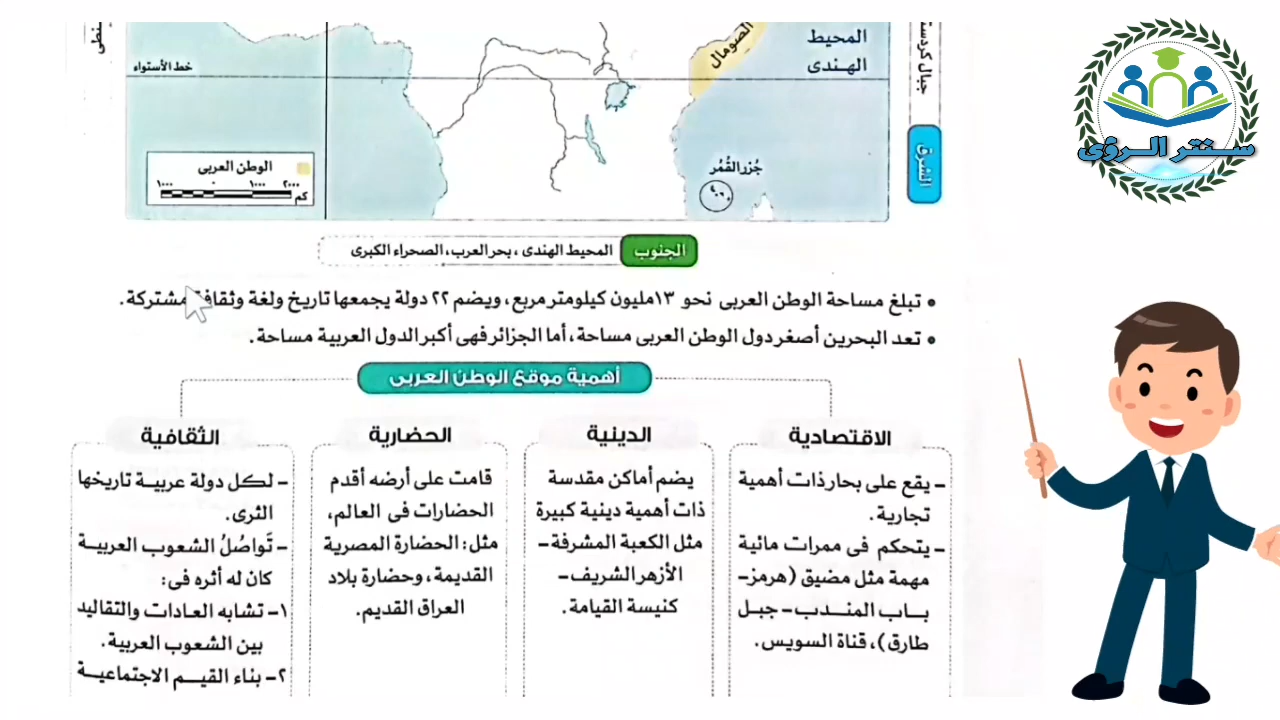 الصومال
المحيط
الهندى
خط الأستواء
الوطن العربى
٢٠٠٠ ١٠٠٠ ٠ ١٠٠٠
كم
جُزر القُمُر
الشرق
سنتر الرؤى
الجنوب
المحيط الهندى ، بحر العرب، الصحراء الكبرى
• تبلغ مساحة الوطن العربى نحو ١٣مليون كيلومتر مربع، ويضم ٢٢ دولة يجمعها تاريخ ولغة وثقافة مشتركة.
• تعد البحرين أصغر دول الوطن العربى مساحة، أما الجزائر فهى أكبر الدول العربية مساحة.
أهمية موقع الوطن العربى
الاقتصادية
– يقع على بحار ذات أهمية
تجارية.
– يتحكم فى ممرات مائية
مهمة مثل مضيق (هرمز–
باب المندب– جبل
طارق)، قناة السويس.
الدينية
يضم أماكن مقدسة
ذات أهمية دينية كبيرة
مثل الكعبة المشرفة–
الأزهر الشريف–
كنيسة القيامة.
الحضارية
قامت على أرضه أقدم
الحضارات فى العالم،
مثل: الحضارة المصرية
القديمة، وحضارة بلاد
العراق القديم.
الثقافية
– لكل دولة عربية تاريخها
الثرى.
– تَواصُلُ الشعوب العربية
كان له أثره فى:
١– تشابه العادات والتقاليد
بين الشعوب العربية.
٢– بناء القيم الاجتماعية